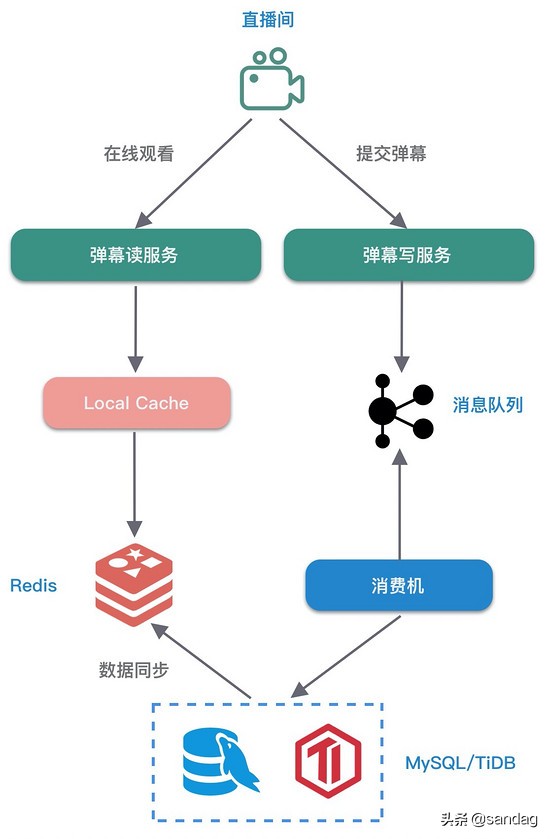 直播间
在线观看
提交弹幕
弹幕读服务
弹幕写服务
Local Cache
消息队列
Redis
消费机
数据同步
MySQL/TiDB
头条 @sandag